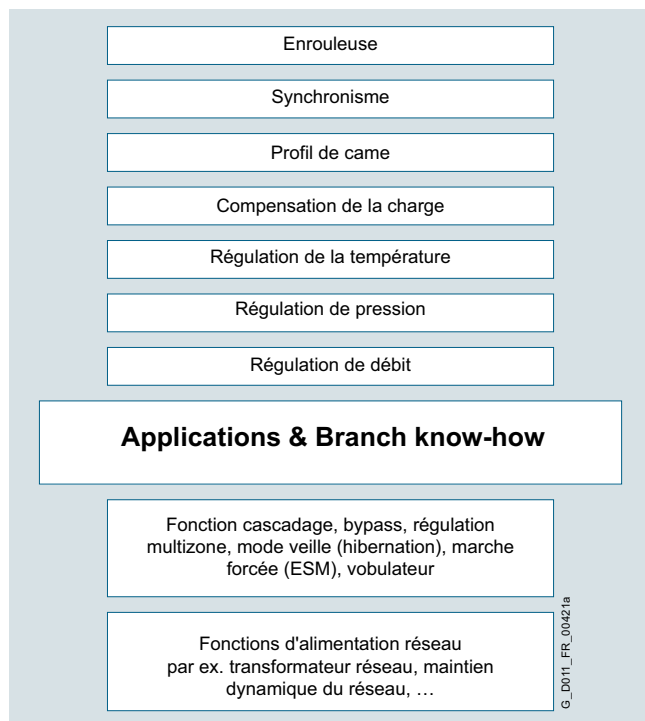 Enrouleuse
Synchronisme
Profil de came
Compensation de la charge
Régulation de la température
Régulation de pression
Régulation de débit
Applications & Branch know-how
Fonction cascadage, bypass, régulation
multizone, mode veille (hibernation), marche
forcée (ESM), vobulateur
Fonctions d'alimentation réseau
par ex. transformateur réseau, maintien
dynamique du réseau, …
G_D011_FR_00421a